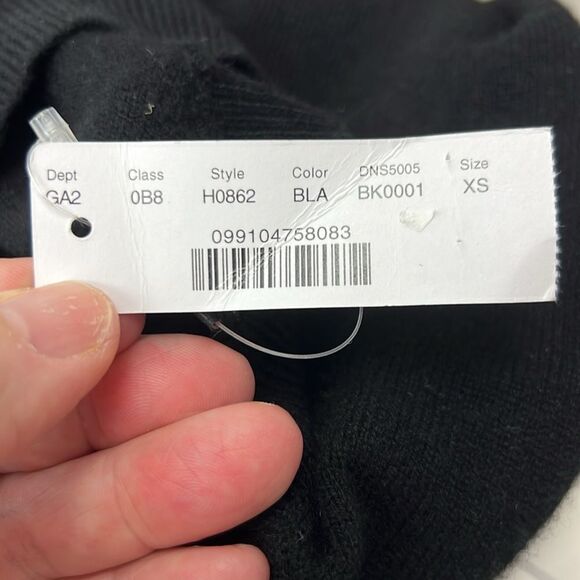 Dept Class Style Color DNS5005 Size
GA2 0B8 H0862 BLA BK0001 XS
099104758083